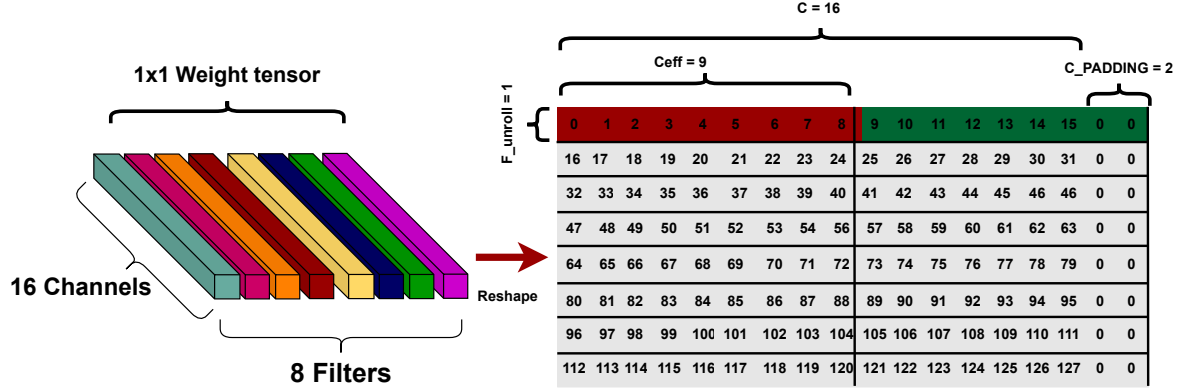 C = 16
1x1 Weight tensor
Ceff = 9
C_PADDING = 2
F_unroll = 1
0 1 2 3 4 5 6 7 8 9 10 11 12 13 14 15 0 0
16 17 18 19 20 21 22 23 24 25 26 27 28 29 30 31 0 0
32 33 34 35 36 37 38 39 40 41 42 43 44 45 46 46 0 0
47 48 49 50 51 52 53 54 56 57 58 59 60 61 62 63 0 0
64 65 66 67 68 69 70 71 72 73 74 75 76 77 78 79 0 0
80 81 82 83 84 85 86 87 88 89 90 91 92 93 94 95 0 0
96 97 98 99 100 101 102 103 104 105 106 107 108 109 110 111 0 0
112 113 114 115 116 117 118 119 120 121 122 123 124 125 126 127 0 0
16 Channels
Reshape
8 Filters